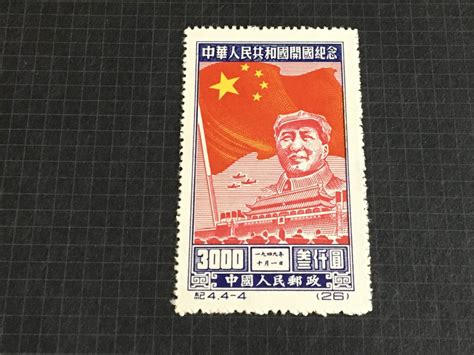 中華人民共和國開國紀念
3000 一九四九年 叁仟圓
十月一日
中國人民郵政
紀4.4-4 (26)